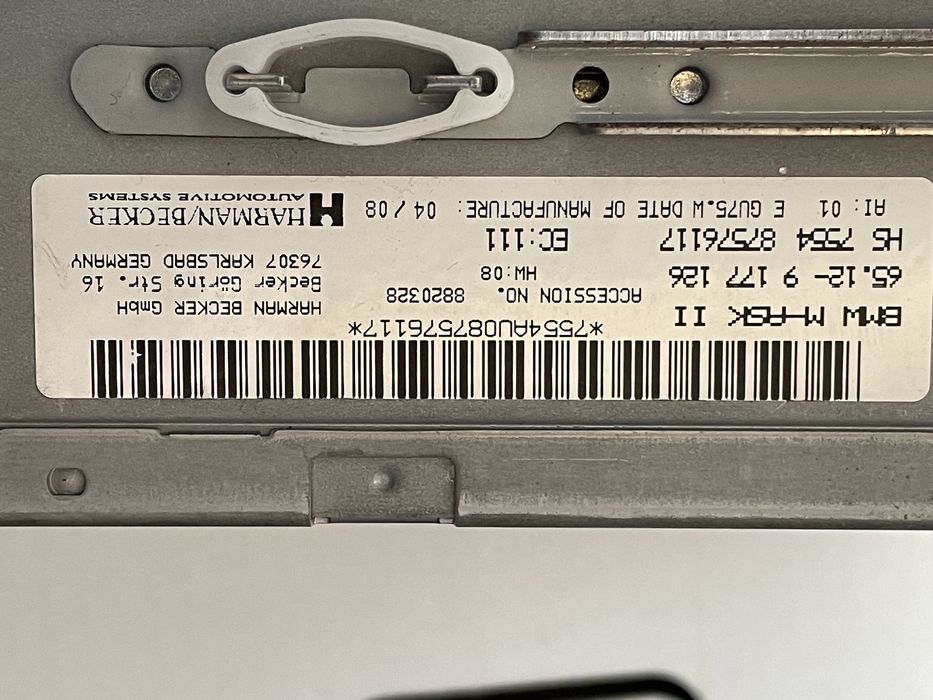 *7554AU087576117*
BMW M-ASK II
ACCESSION NO. 8820328
HARMAN BECKER GmbH
Becker Göring Str. 16
76307 KARLSBAD GERMANY
65.12- 9 177 126
HW:08
HS 7554 87576117
EC:111
AI: 01 E GU75.W DATE OF MANUFACTURE: 04/08
HARMAN/BECKER
AUTOMOTIVE SYSTEMS